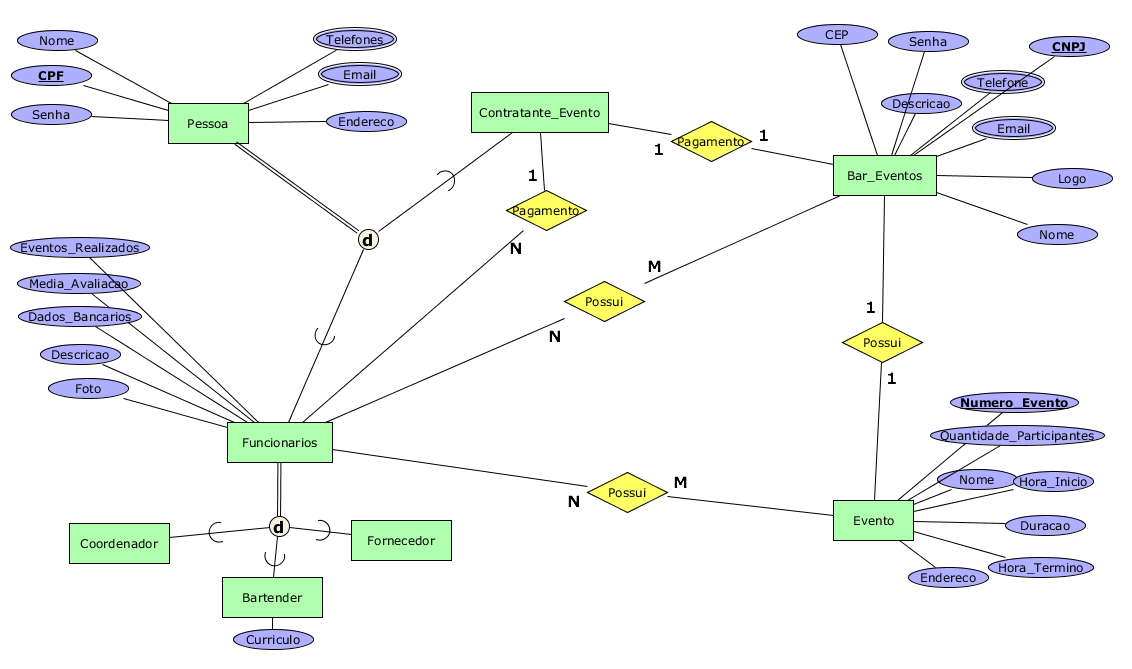 Nome
Telefones
CPF
Email
Senha
Endereco
Pessoa
Contratante_Evento
Pagamento
1
1
CEP
Senha
CNPJ
Telefone
Descricao
Email
Bar_Eventos
Logo
Nome
1
Pagamento
N
d
Eventos_Realizados
Media_Avaliacao
Dados_Bancarios
Descricao
Foto
M
Possui
N
1
Possui
1
Funcionarios
Numero_Evento
Quantidade_Participantes
Nome
Hora_Inicio
M
Possui
N
Evento
Duracao
Hora_Termino
Endereco
d
Coordenador
Fornecedor
Bartender
Curriculo